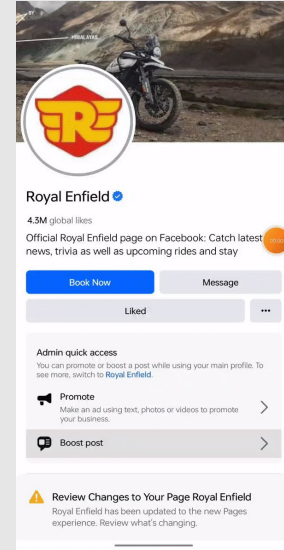 HIMALAYAN
RE
Royal Enfield
4.3M global likes
Official Royal Enfield page on Facebook: Catch latest
news, trivia as well as upcoming rides and stay
00:00
Book Now
Message
Liked
Admin quick access
You can promote or boost a post while using your main profile. To
see more, switch to Royal Enfield.
Promote
Make an ad using text, photos or videos to promote
your business.
Boost post
Review Changes to Your Page Royal Enfield
Royal Enfield has been updated to the new Pages
experience. Review what's changing.